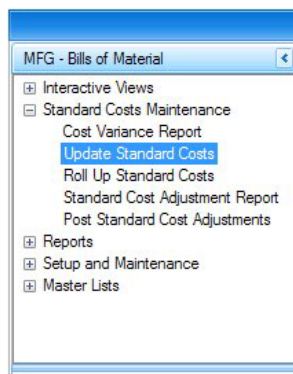 MFG - Bills of Material
Interactive Views
Standard Costs Maintenance
Cost Variance Report
Update Standard Costs
Roll Up Standard Costs
Standard Cost Adjustment Report
Post Standard Cost Adjustments
Reports
Setup and Maintenance
Master Lists